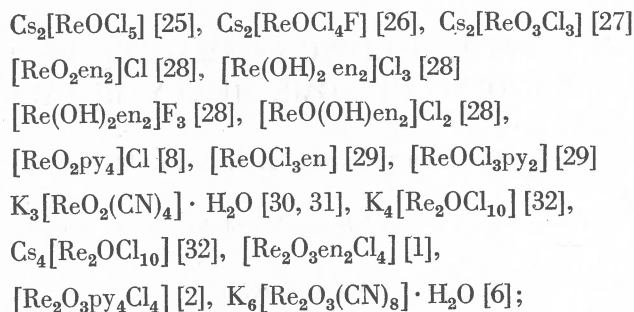 Cs₂[ReOCl₅] [25], Cs₂[ReOCl₄F] [26], Cs₂[ReO₃Cl₃] [27]
[ReO₂en₂]Cl [28], [Re(OH)₂ en₂]Cl₃ [28]
[Re(OH)₂en₂]F₃ [28], [ReO(OH)en₂]Cl₂ [28],
[ReO₂py₄]Cl [8], [ReOCl₃en] [29], [ReOCl₃py₂] [29]
K₃[ReO₂(CN)₄] · H₂O [30, 31], K₄[Re₂OCl₁₀] [32],
Cs₄[Re₂OCl₁₀] [32], [Re₂O₃en₂Cl₄] [1],
[Re₂O₃py₄Cl₄] [2], K₆[Re₂O₃(CN)₈] · H₂O [6];